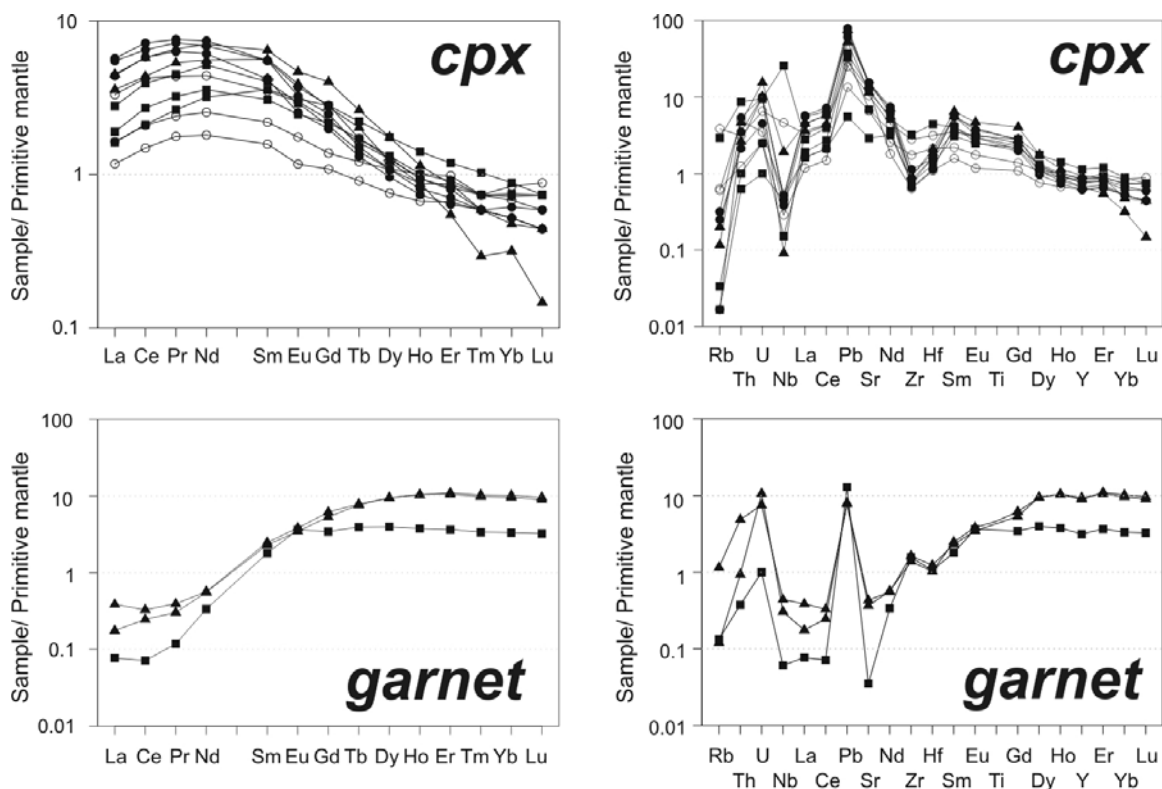 10
1
0.1
Sample/ Primitive mantle
cpx
La Ce Pr Nd Sm Eu Gd Tb Dy Ho Er Tm Yb Lu
100
10
1
0.1
0.01
Sample/ Primitive mantle
cpx
Rb U La Pb Nd Hf Eu Gd Ho Er Lu
Th Nb Ce Sr Zr Sm Ti Dy Y Yb
100
10
1
0.1
0.01
Sample/ Primitive mantle
garnet
La Ce Pr Nd Sm Eu Gd Tb Dy Ho Er Tm Yb Lu
100
10
1
0.1
0.01
Sample/ Primitive mantle
garnet
Rb U La Pb Nd Hf Eu Gd Ho Er Lu
Th Nb Ce Sr Zr Sm Ti Dy Y Yb